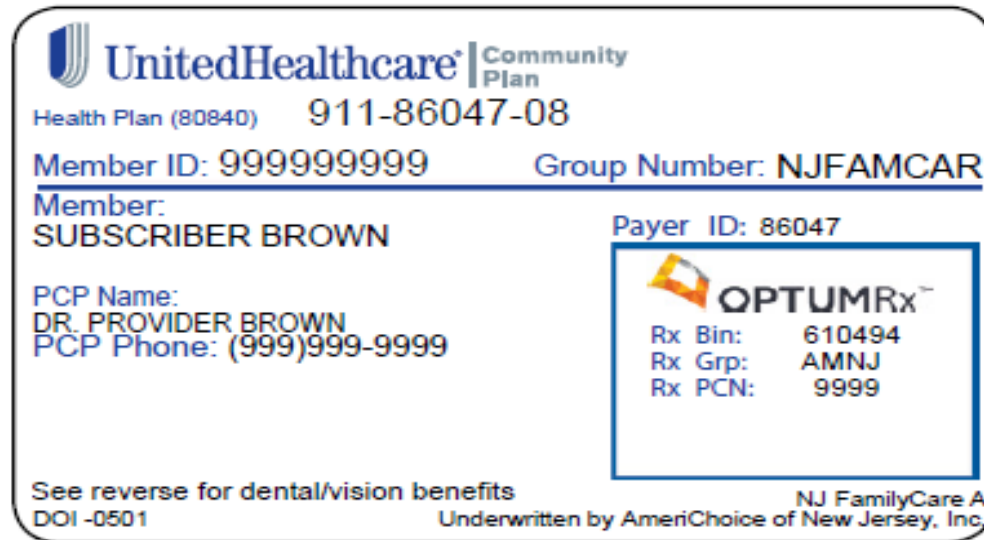 UnitedHealthcare® Community
Plan
Health Plan (80840) 911-86047-08
Member ID: 999999999 Group Number: NJFAMCAR
Member:
SUBSCRIBER BROWN
Payer ID: 86047
PCP Name:
DR. PROVIDER BROWN
PCP Phone: (999)999-9999
OPTUMRx™
Rx Bin: 610494
Rx Grp: AMNJ
Rx PCN: 9999
See reverse for dental/vision benefits
DOI -0501
NJ FamilyCare A
Underwritten by AmeriChoice of New Jersey, Inc.